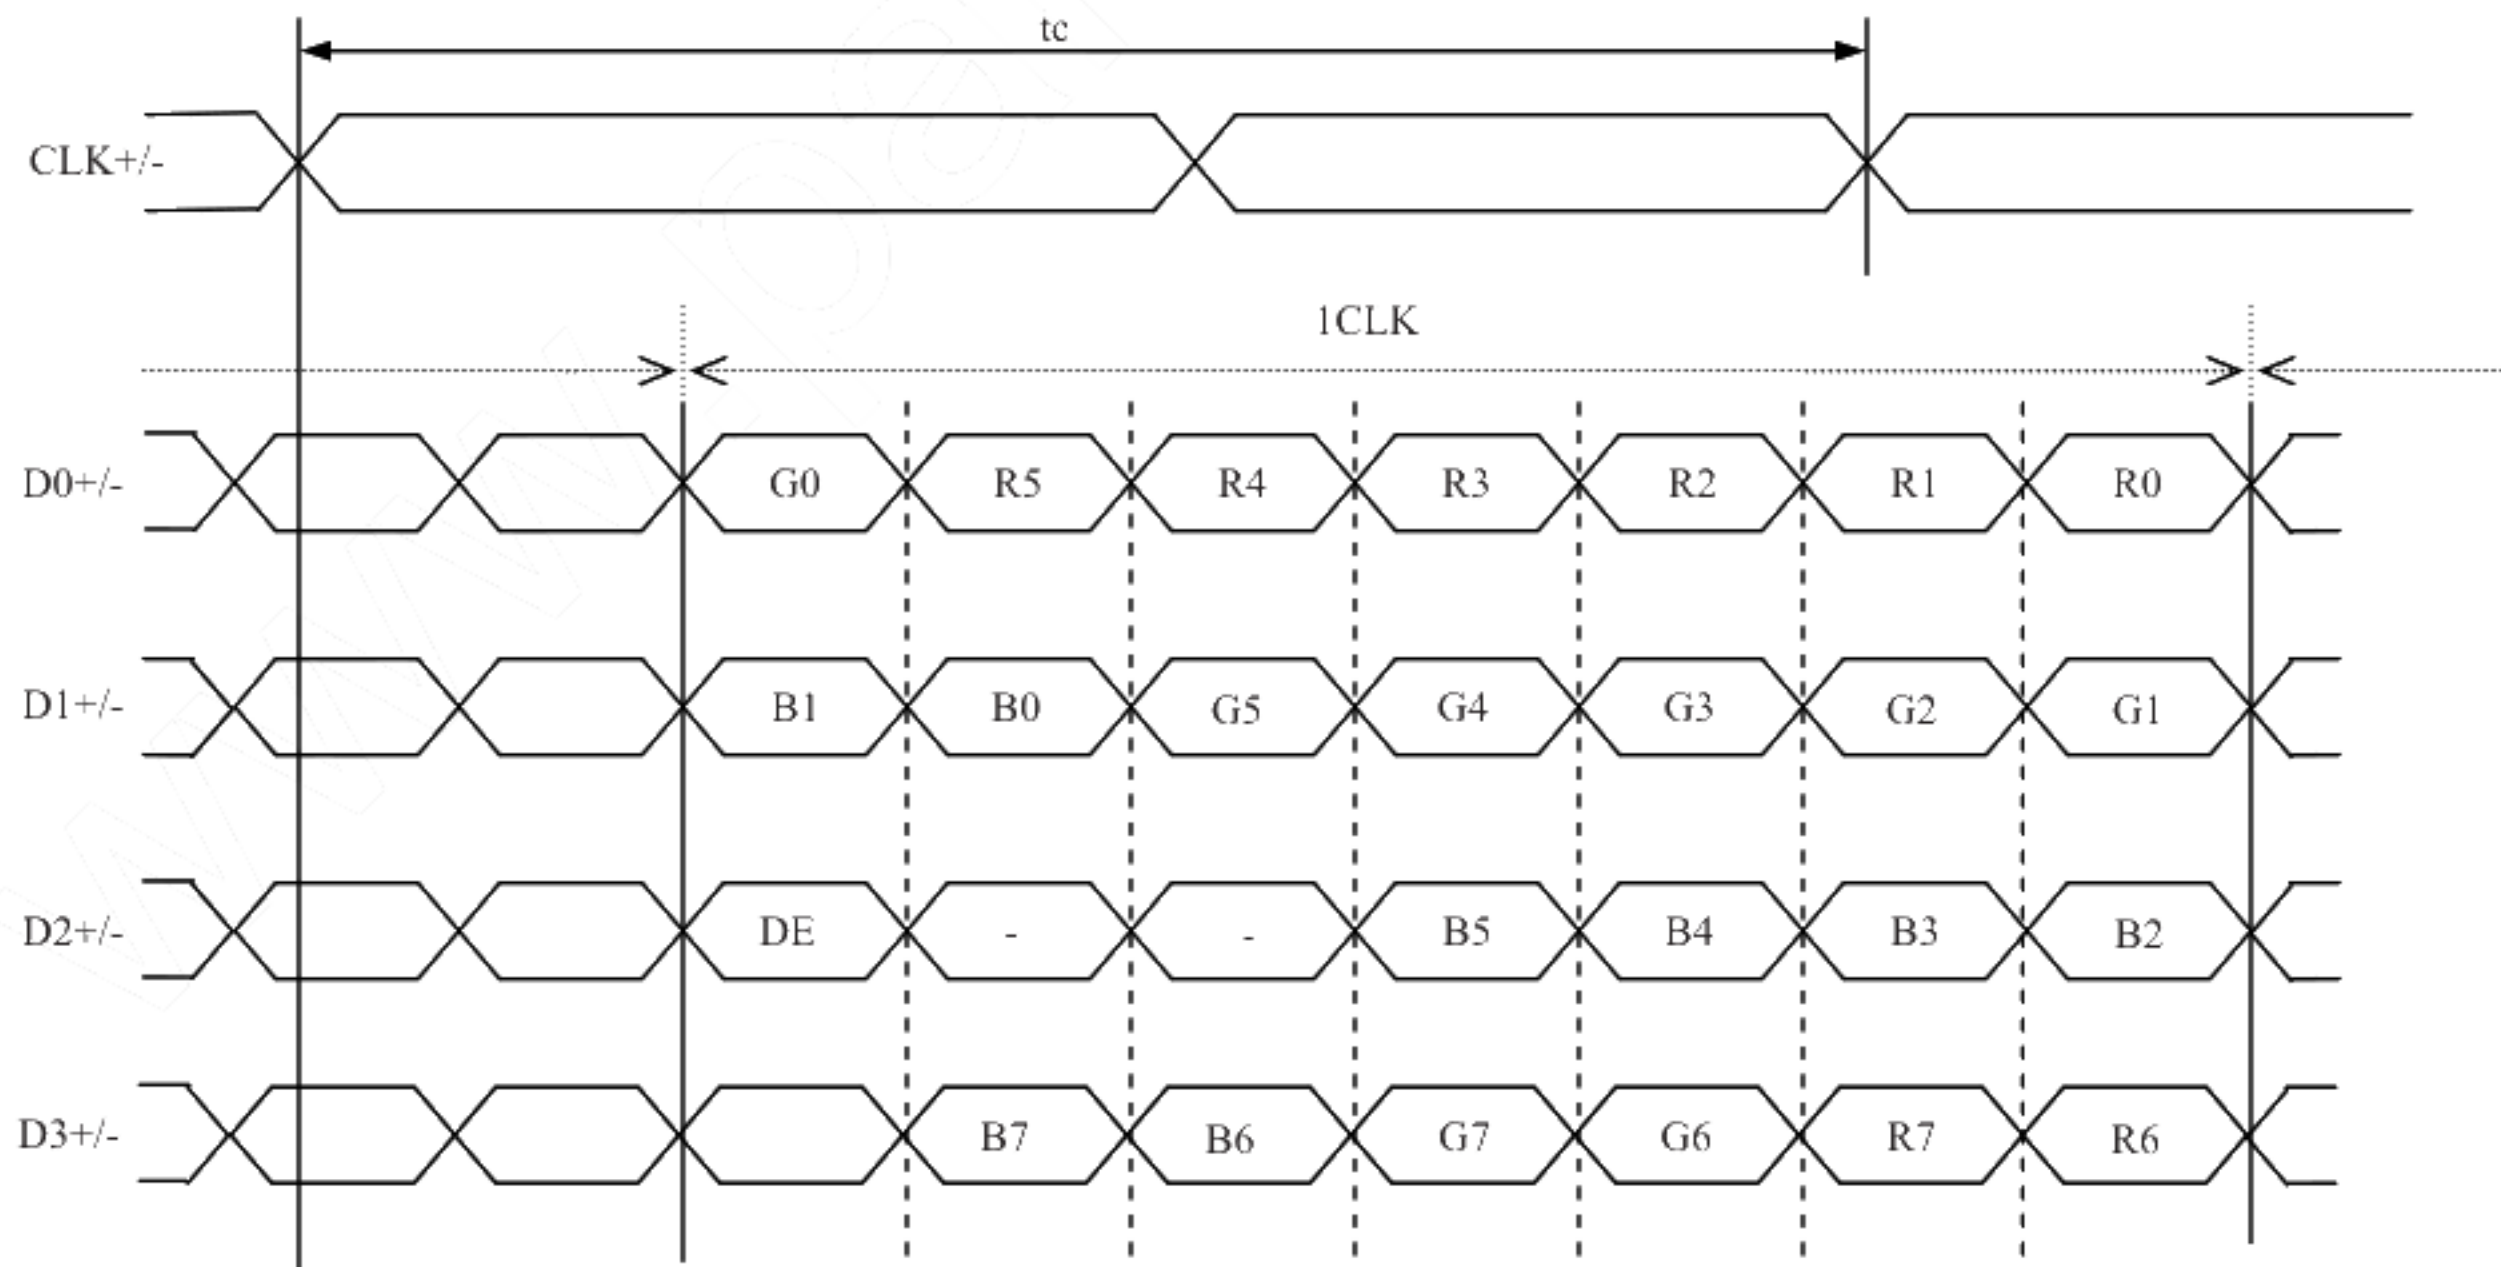 tc
CLK+/-
1CLK
D0+/- G0 R5 R4 R3 R2 R1 R0
D1+/- B1 B0 G5 G4 G3 G2 G1
D2+/- DE - - B5 B4 B3 B2
D3+/- B7 B6 G7 G6 R7 R6